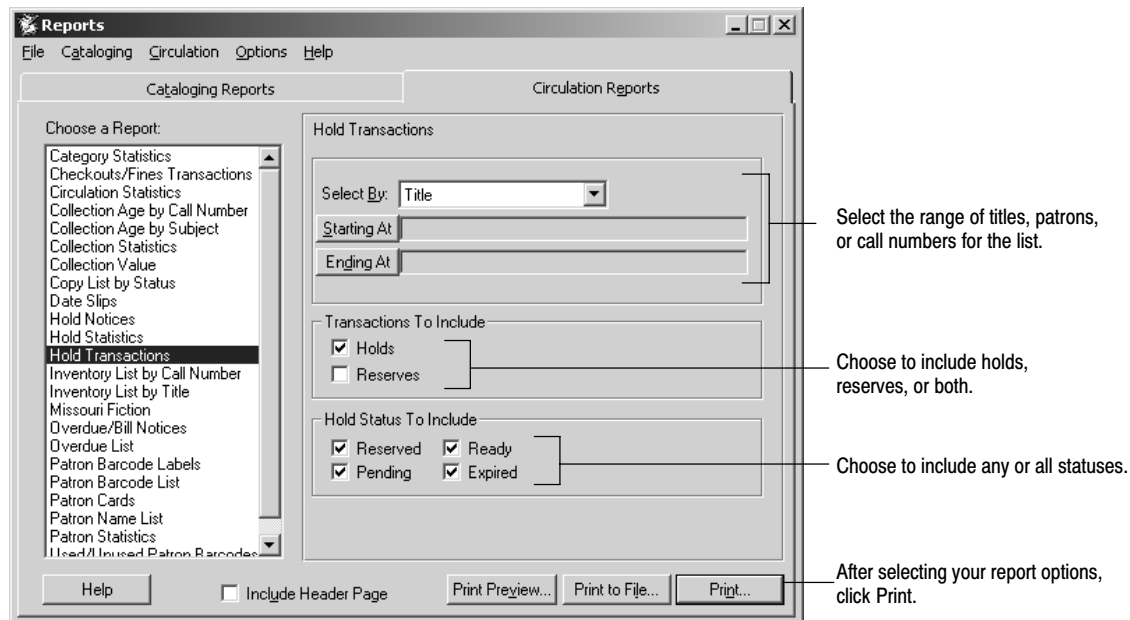 Reports
File Cataloging Circulation Options Help
Cataloging Reports
Circulation Reports
Choose a Report:
Category Statistics
Checkouts/Fines Transactions
Circulation Statistics
Collection Age by Call Number
Collection Age by Subject
Collection Statistics
Collection Value
Copy List by Status
Date Slips
Hold Notices
Hold Statistics
Hold Transactions
Inventory List by Call Number
Inventory List by Title
Missouri Fiction
Overdue/Bill Notices
Overdue List
Patron Barcode Labels
Patron Barcode List
Patron Cards
Patron Name List
Patron Statistics
Used/Unused Patron Barcodes
Hold Transactions
Select By: Title
Starting At
Ending At
Transactions To Include
Holds
Reserves
Hold Status To Include
Reserved Ready
Pending Expired
Help
Include Header Page
Print Preview...
Print to File...
Print...
Select the range of titles, patrons,
or call numbers for the list.
Choose to include holds,
reserves, or both.
Choose to include any or all statuses.
After selecting your report options,
click Print.